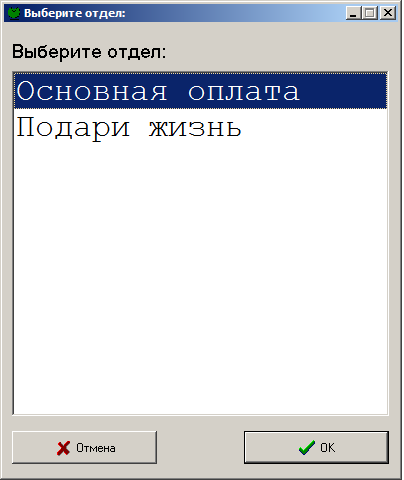 Выберите отдел:
Выберите отдел:
Основная оплата
Подари жизнь
Отмена
OK